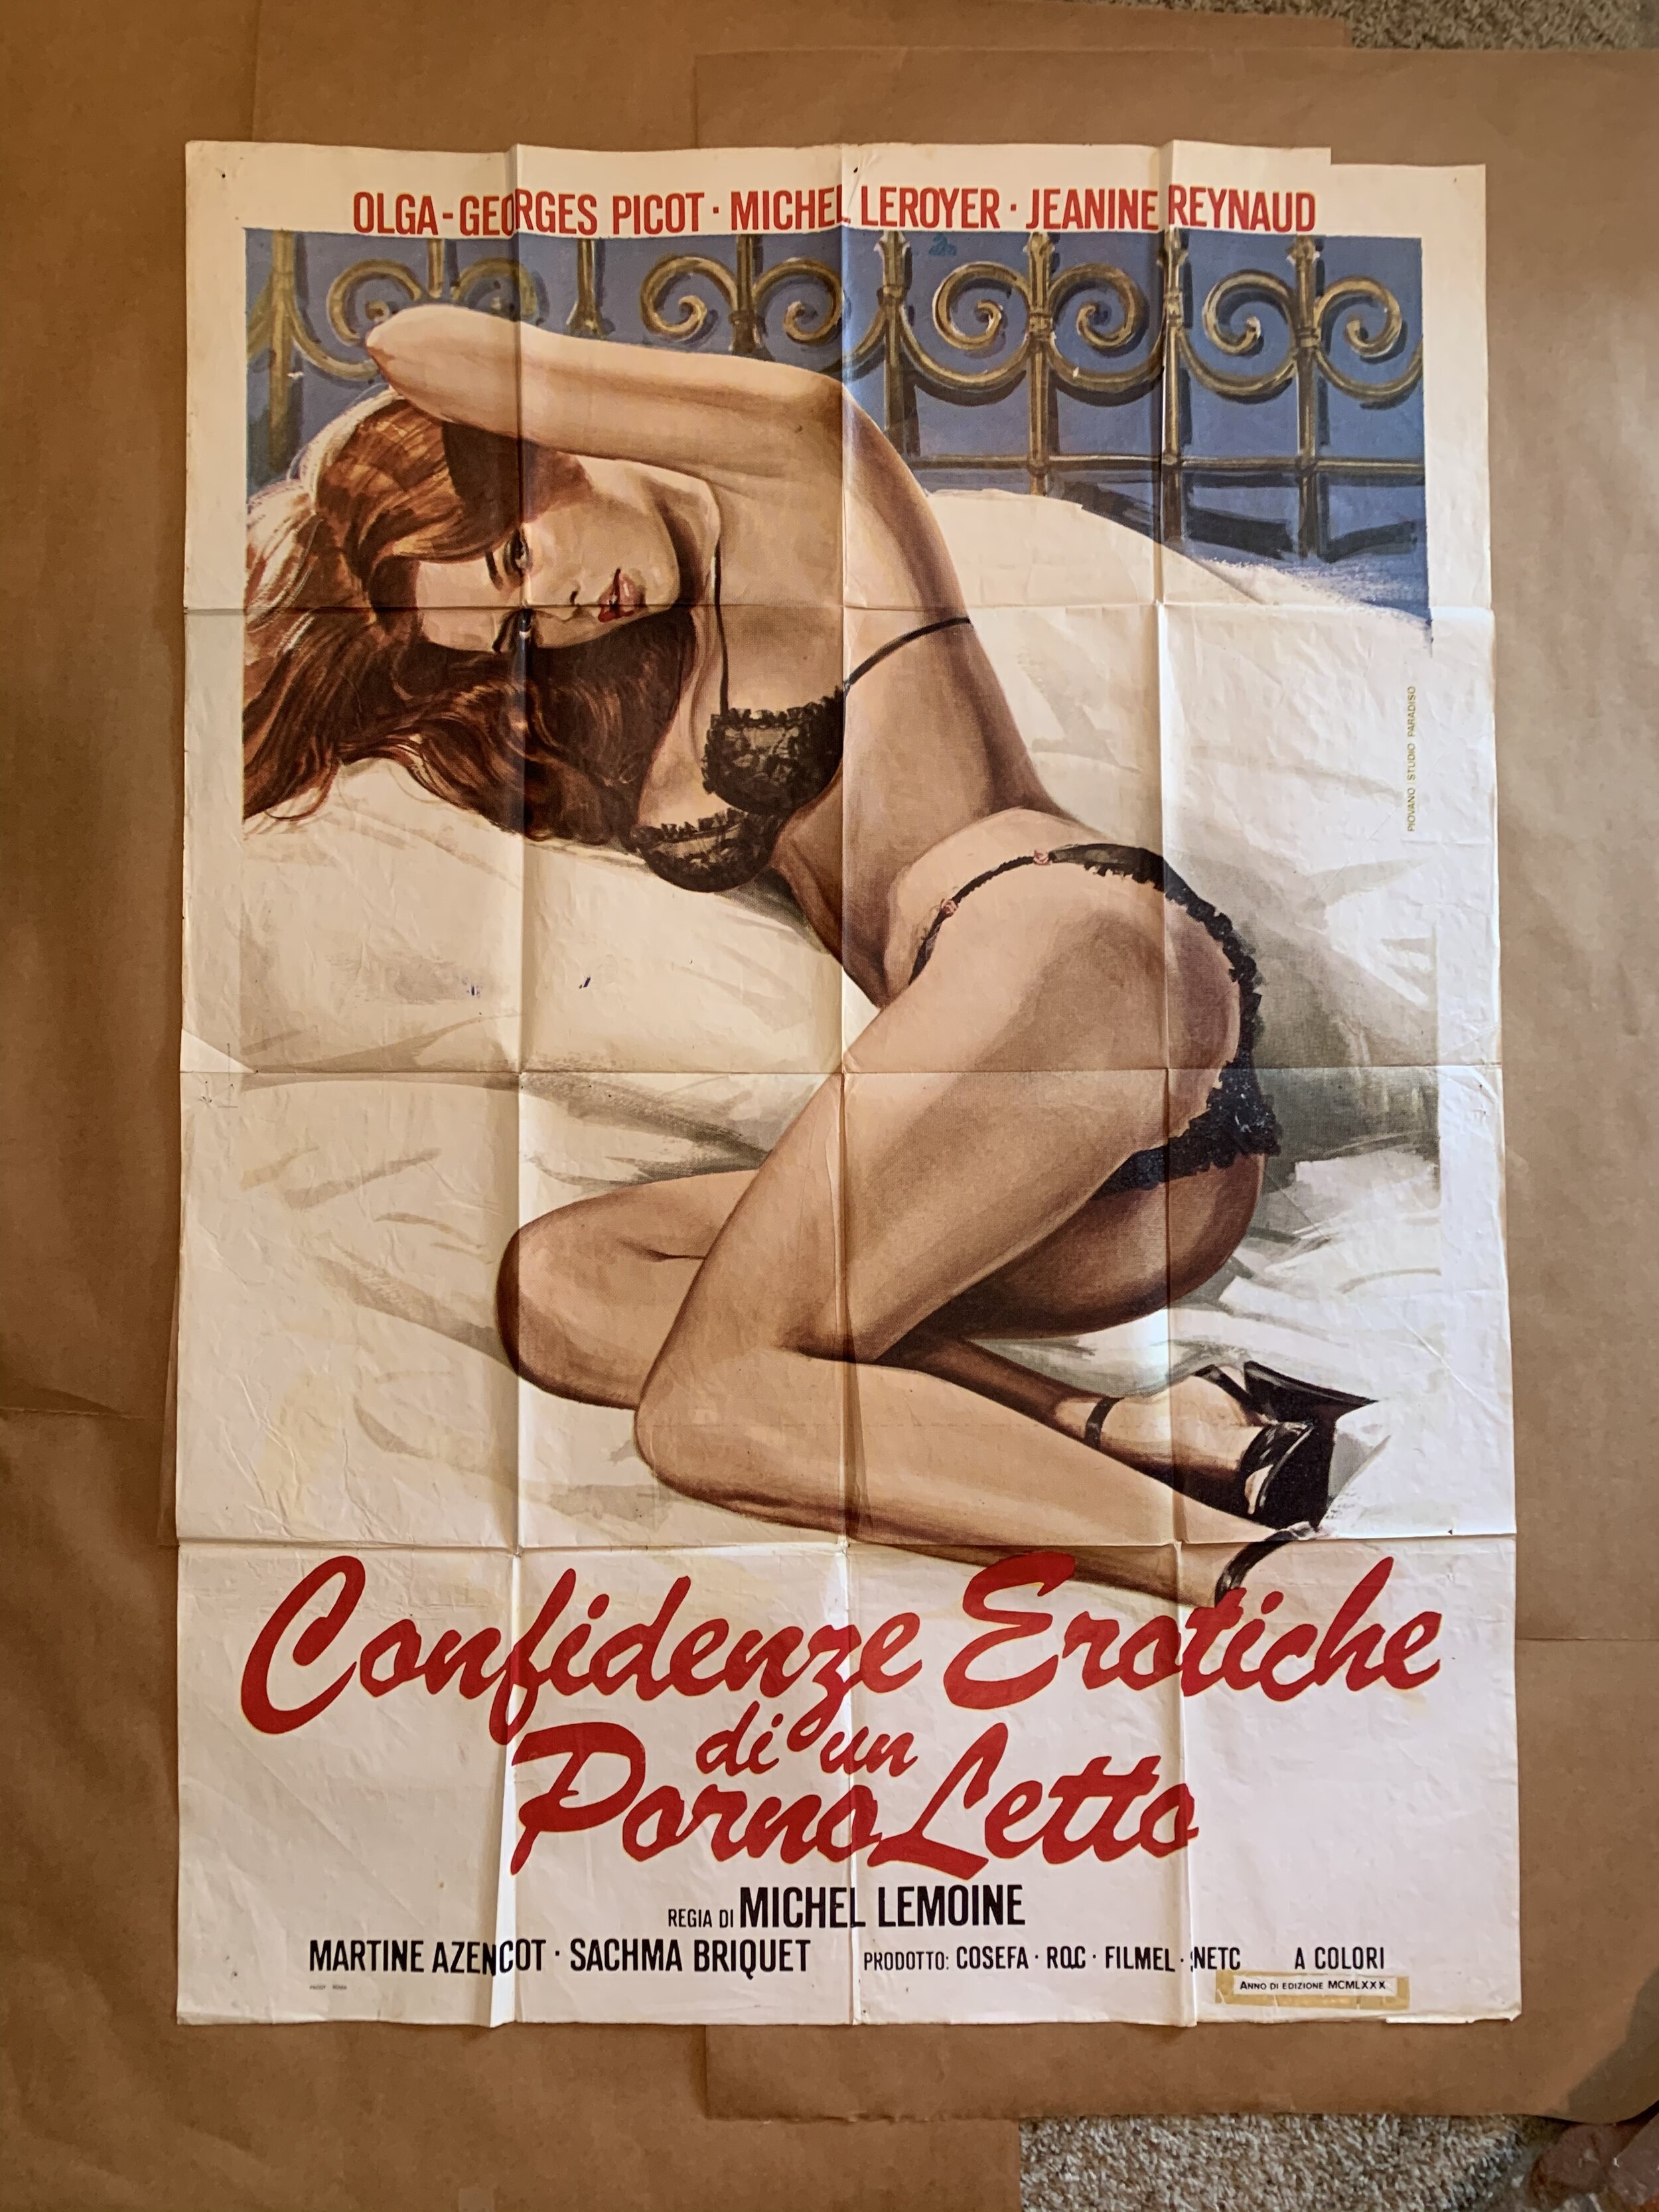 OLGA-GEORGES PICOT · MICHEL LEROYER · JEANINE REYNAUD
PIOVANO STUDIO PARADISO
Confidenze Erotiche
di un
Porno Letto
REGIA DI MICHEL LEMOINE
MARTINE AZENCOT · SACHMA BRIQUET PRODOTTO: COSEFA · ROC · FILMEL · NETC A COLORI
ANNO DI EDIZIONE MCMLXXX